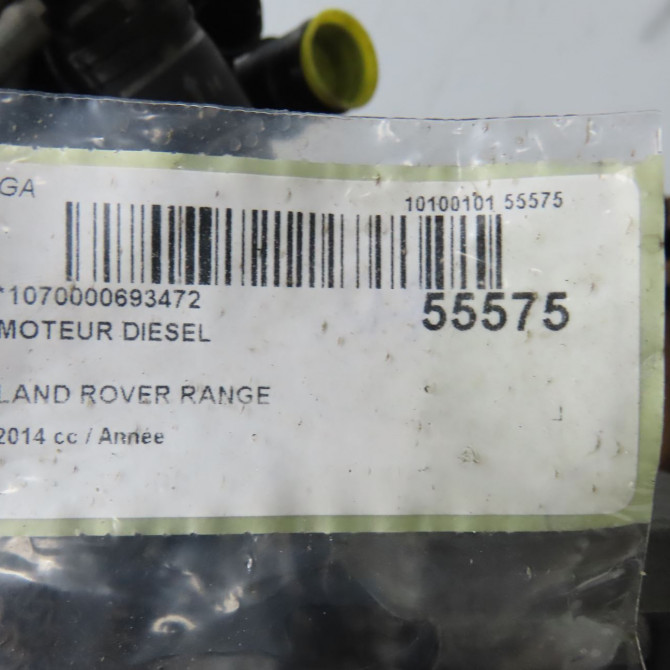 GA
10100101 55575
*1070000693472
55575
MOTEUR DIESEL
LAND ROVER RANGE
2014 cc / Année